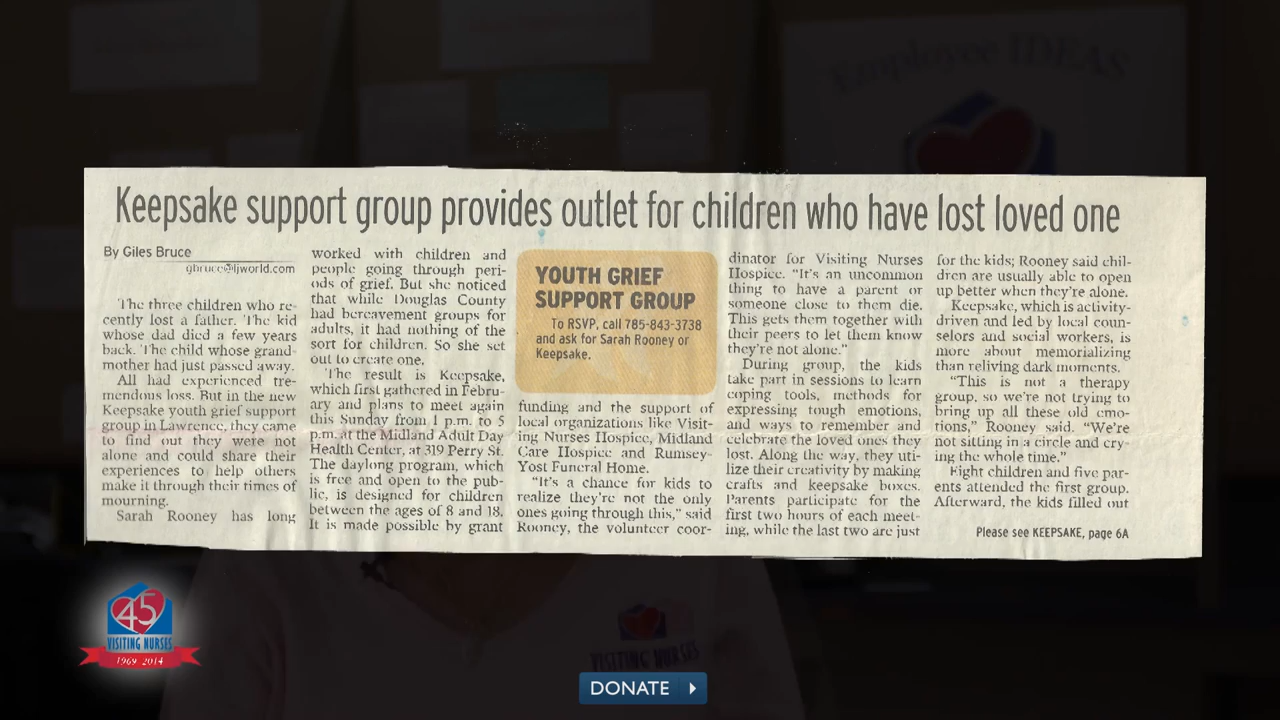 Employee IDEAS
Keepsake support group provides outlet for children who have lost loved one
By Giles Bruce
gbruce@ljworld.com
The three children who re-
cently lost a father. The kid
whose dad died a few years
back. The child whose grand-
mother had just passed away.
All had experienced tre-
mendous loss. But in the new
Keepsake youth grief support
group in Lawrence, they came
to find out they were not
alone and could share their
experiences to help others
make it through their times of
mourning.
Sarah Rooney has long
worked with children and
people going through peri-
ods of grief. But she noticed
that while Douglas County
had bereavement groups for
adults, it had nothing of the
sort for children. So she set
out to create one.
The result is Keepsake,
which first gathered in Febru-
ary and plans to meet again
this Sunday from 1 p.m. to 5
p.m. at the Midland Adult Day
Health Center, at 319 Perry St.
The daylong program, which
is free and open to the pub-
lic, is designed for children
between the ages of 8 and 18.
It is made possible by grant
YOUTH GRIEF
SUPPORT GROUP
To RSVP, call 785-843-3738
and ask for Sarah Rooney or
Keepsake.
funding and the support of
local organizations like Visit-
ing Nurses Hospice, Midland
Care Hospice and Rumsey-
Yost Funeral Home.
"It's a chance for kids to
realize they're not the only
ones going through this," said
Rooney, the volunteer coor-
dinator for Visiting Nurses
Hospice. "It's an uncommon
thing to have a parent or
someone close to them die.
This gets them together with
their peers to let them know
they're not alone."
During group, the kids
take part in sessions to learn
coping tools, methods for
expressing tough emotions,
and ways to remember and
celebrate the loved ones they
lost. Along the way, they uti-
lize their creativity by making
crafts and keepsake boxes.
Parents participate for the
first two hours of each meet-
ing, while the last two are just
for the kids; Rooney said chil-
dren are usually able to open
up better when they're alone.
Keepsake, which is activity-
driven and led by local coun-
selors and social workers, is
more about memorializing
than reliving dark moments.
"This is not a therapy
group, so we're not trying to
bring up all these old emo-
tions," Rooney said. "We're
not sitting in a circle and cry-
ing the whole time."
Eight children and five par-
ents attended the first group.
Afterward, the kids filled out
Please see KEEPSAKE, page 6A
45
VISITING NURSES
1969 2014
VISITING NURSES
DONATE